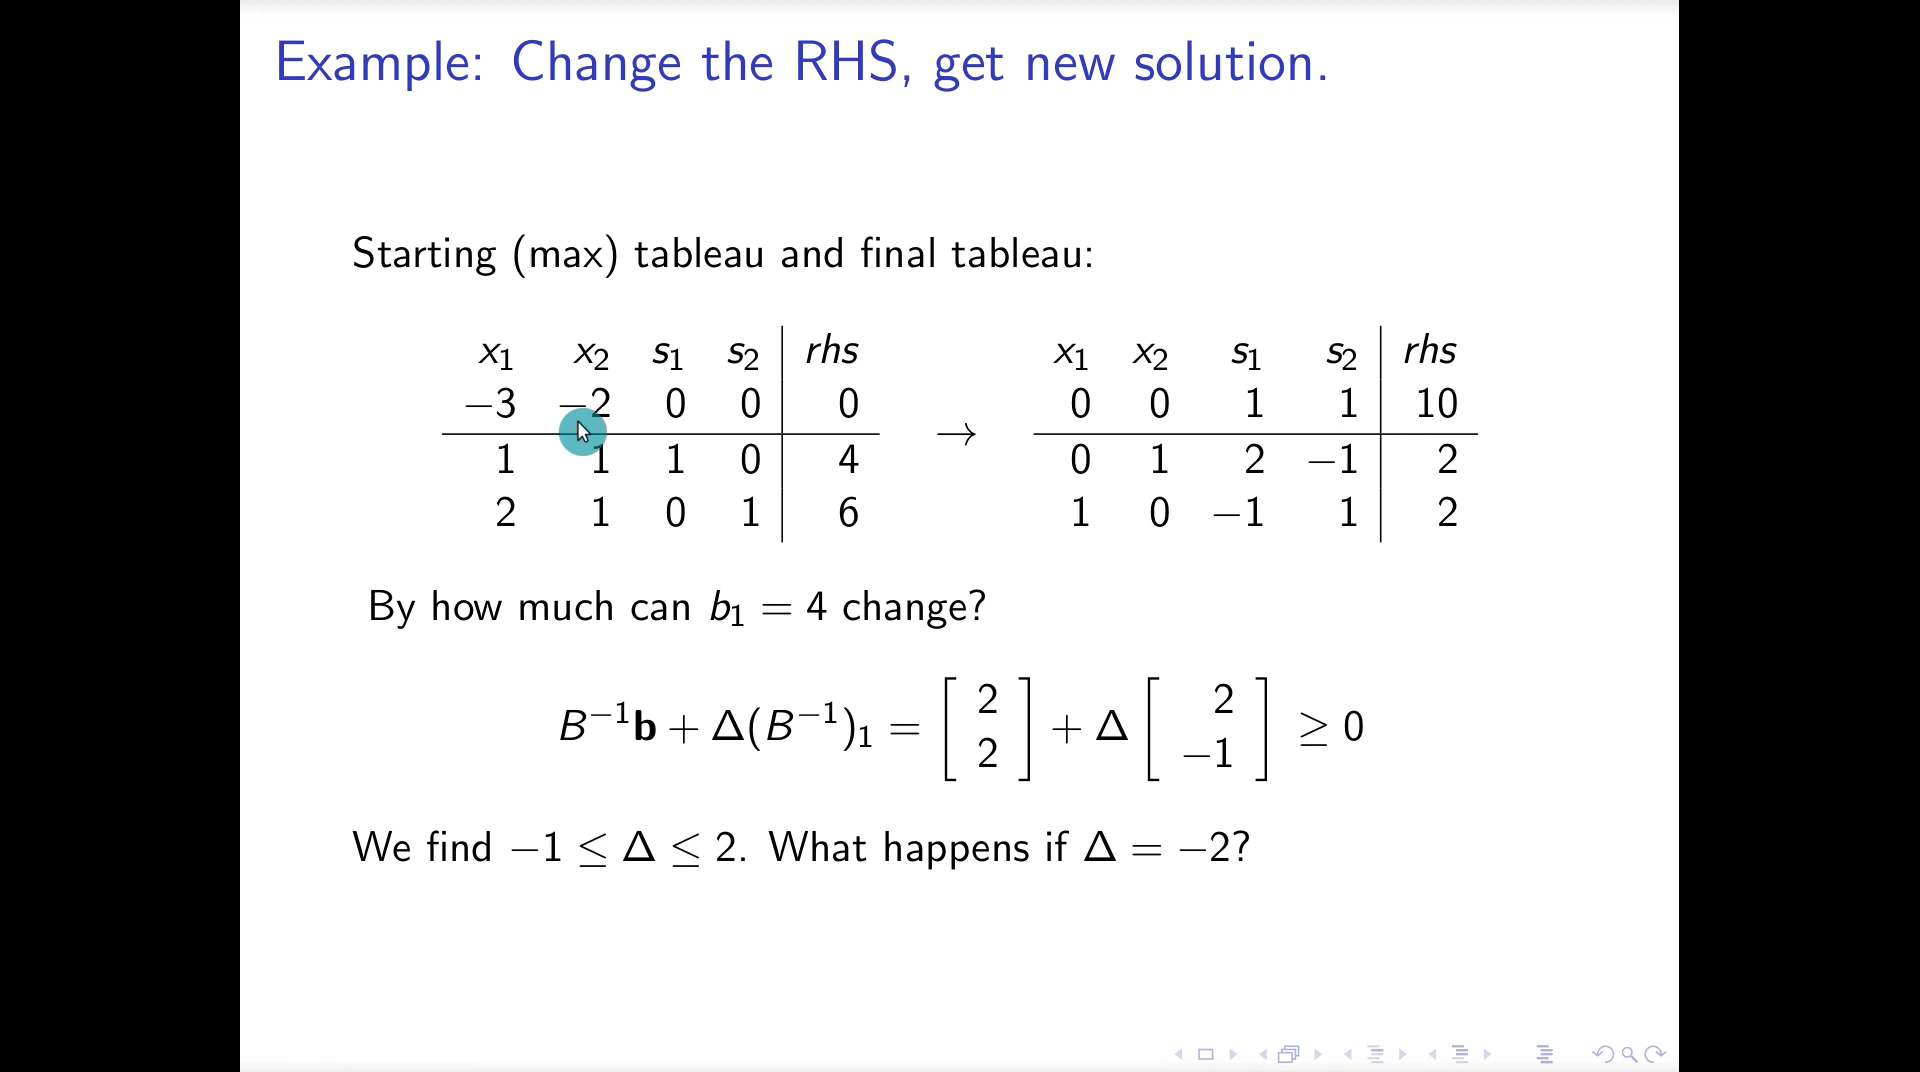 Example: Change the RHS, get new solution.
Starting (max) tableau and final tableau:
x₁ x₂ s₁ s₂ rhs x₁ x₂ s₁ s₂ rhs
−3 −2 0 0 0 0 0 1 1 10
→
1 1 1 0 4 0 1 2 −1 2
2 1 0 1 6 1 0 −1 1 2
By how much can b₁ = 4 change?
B⁻¹b + Δ(B⁻¹)₁ = [ 2 2 ] + Δ [ 2 −1 ] ≥ 0
We find −1 ≤ Δ ≤ 2. What happens if Δ = −2?